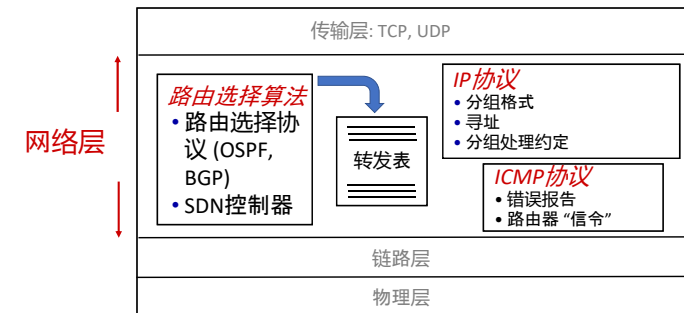 传输层: TCP, UDP
网络层
路由选择算法
• 路由选择协
议 (OSPF,
BGP)
• SDN控制器
转发表
IP协议
• 分组格式
• 寻址
• 分组处理约定
ICMP协议
• 错误报告
• 路由器 “信令”
链路层
物理层